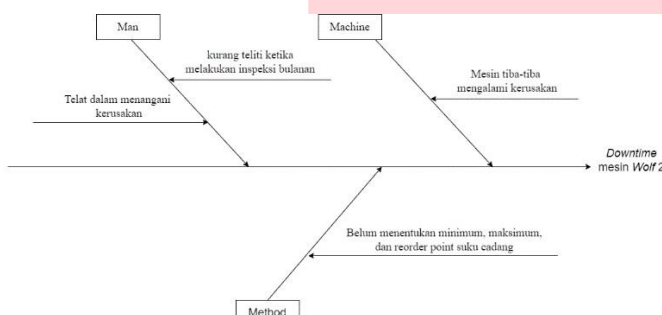 Man
Machine
kurang teliti ketika
melakukan inspeksi bulanan
Mesin tiba-tiba
mengalami kerusakan
Telat dalam menangani
kerusakan
Downtime
mesin Wolf 2
Belum menentukan minimum, maksimum,
dan reorder point suku cadang
Method